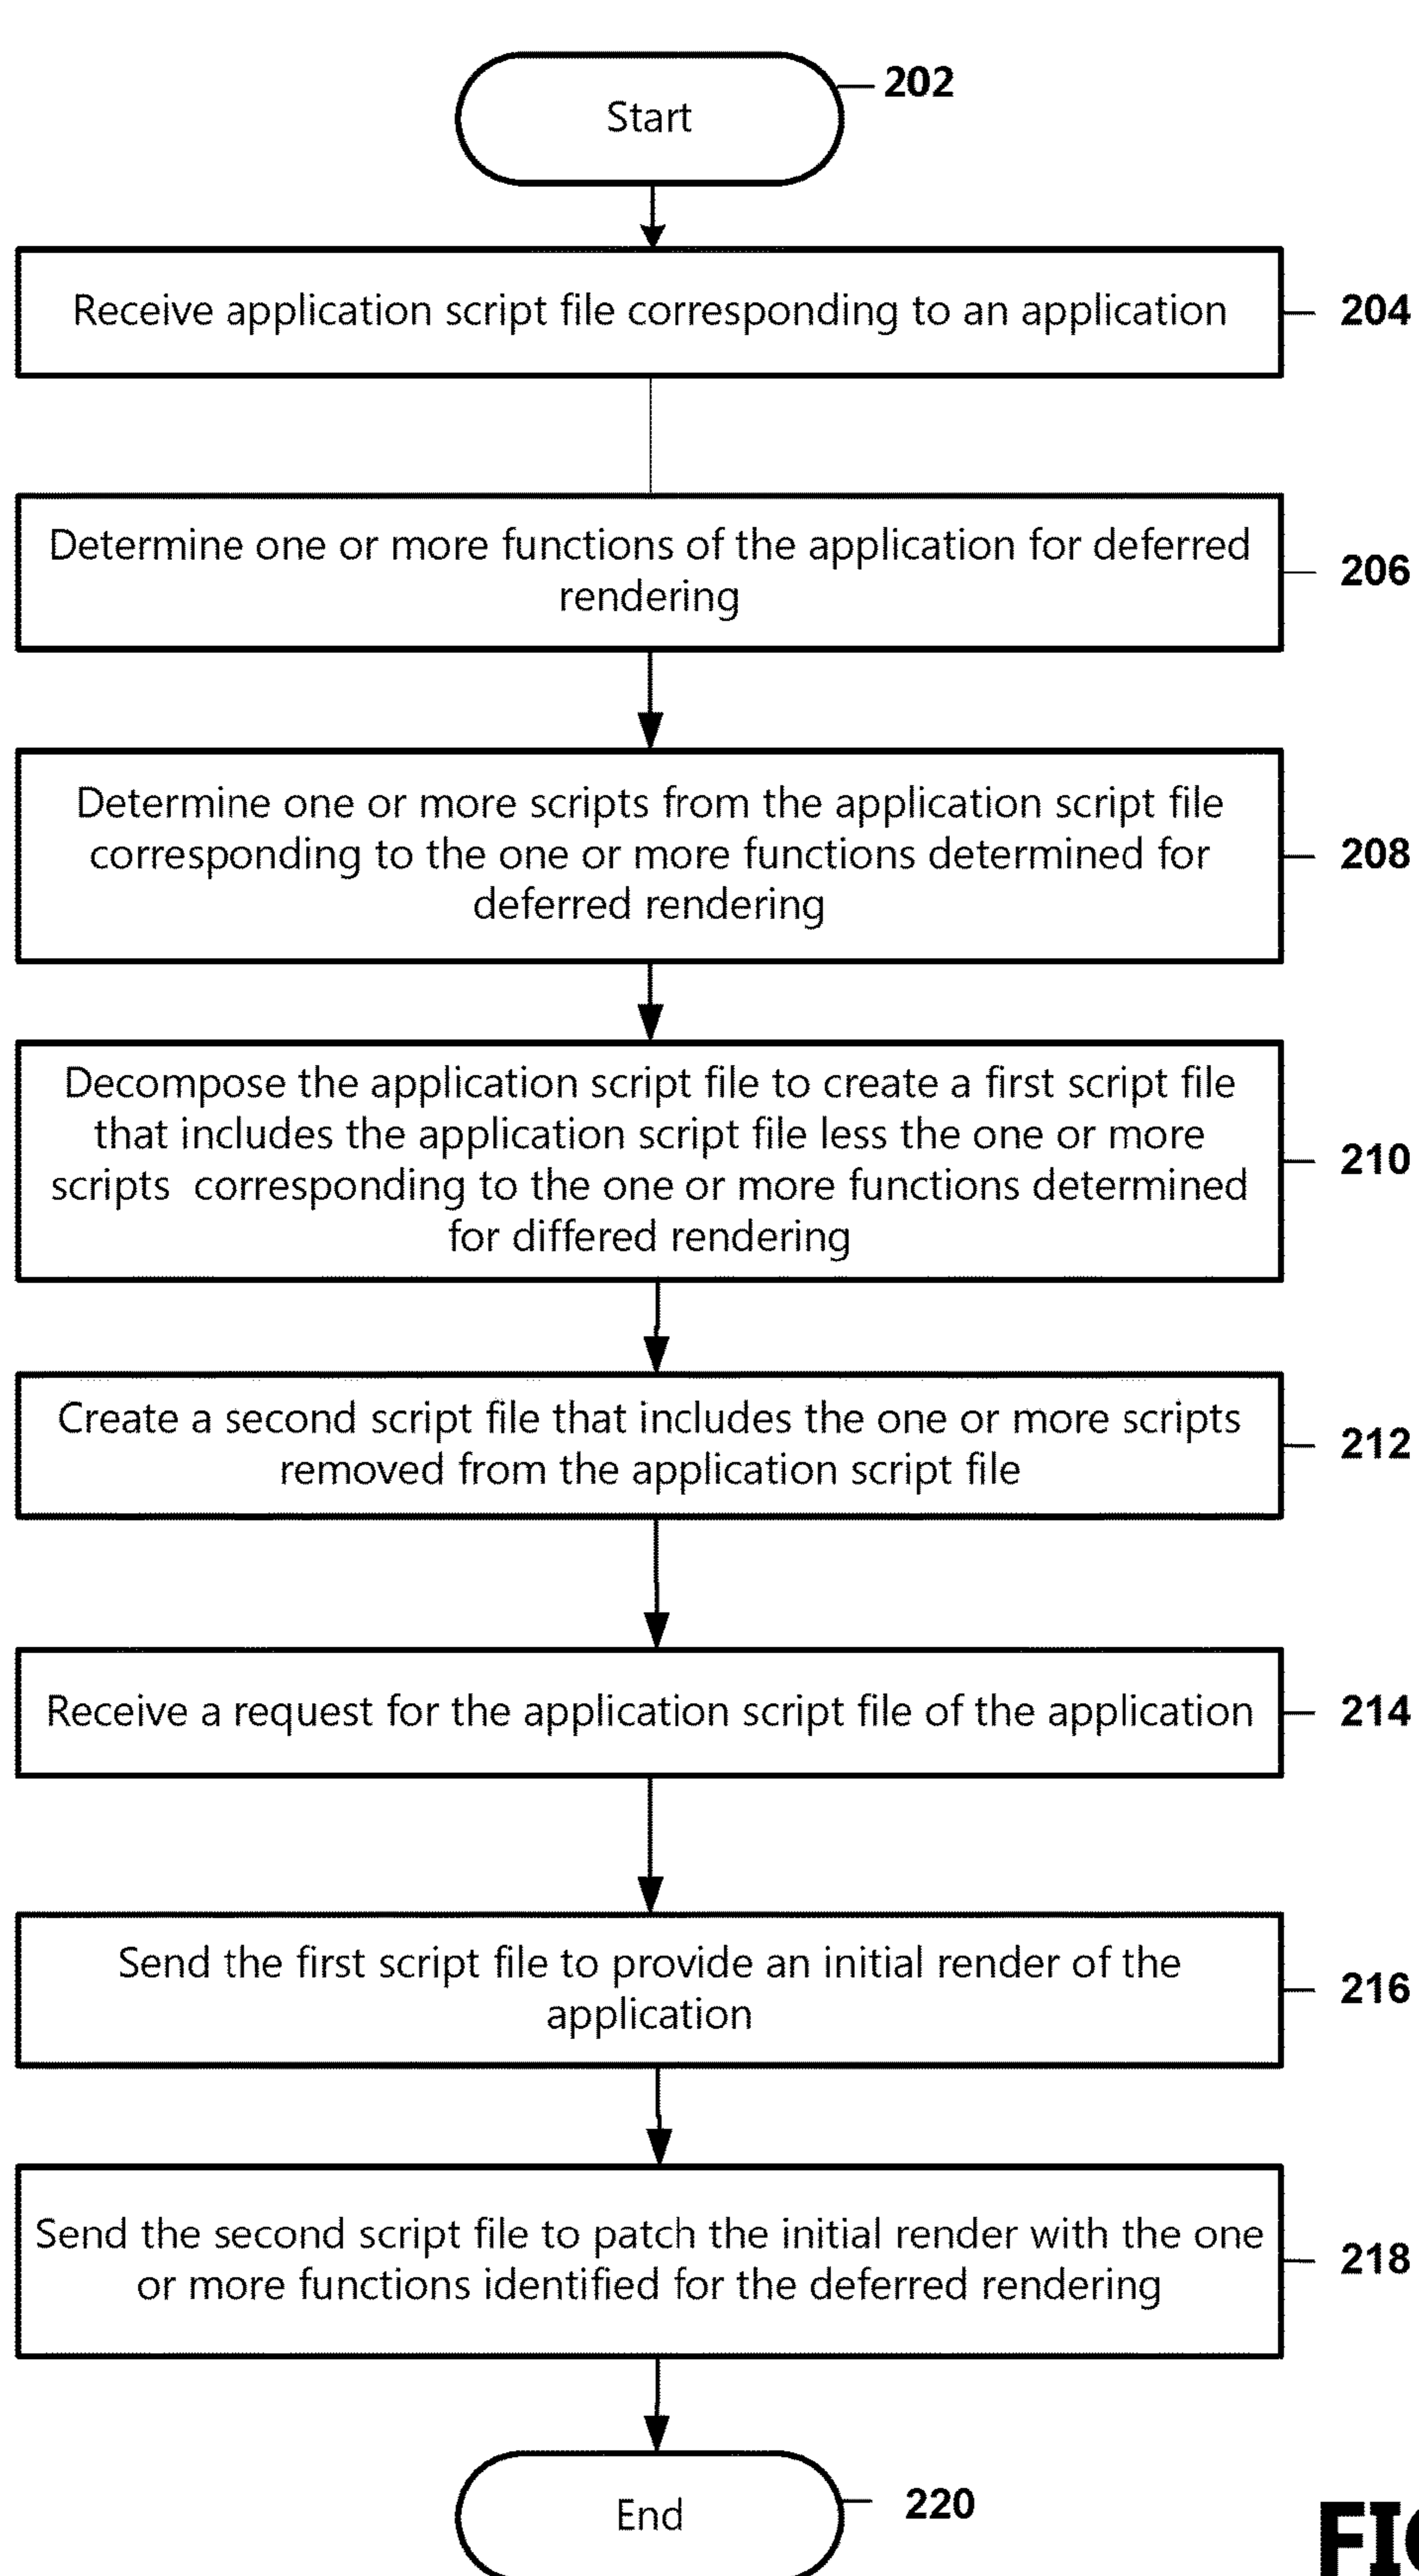 Start
202
Receive application script file corresponding to an application
204
Determine one or more functions of the application for deferred
rendering
206
Determine one or more scripts from the application script file
corresponding to the one or more functions determined for
deferred rendering
208
Decompose the application script file to create a first script file
that includes the application script file less the one or more
scripts corresponding to the one or more functions determined
for differed rendering
210
Create a second script file that includes the one or more scripts
removed from the application script file
212
Receive a request for the application script file of the application
214
Send the first script file to provide an initial render of the
application
216
Send the second script file to patch the initial render with the one
or more functions identified for the deferred rendering
218
End
220